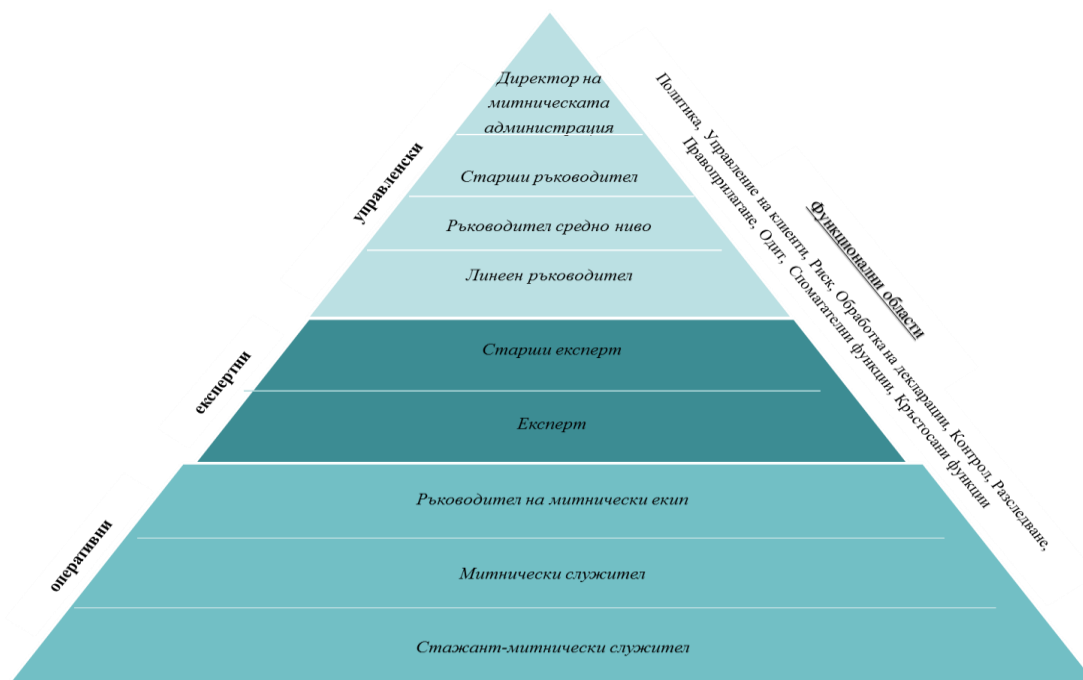 Директор на
митническата
администрация
Старши ръководител
Ръководител средно ниво
Линеен ръководител
Старши експерт
Експерт
Ръководител на митнически екип
Митнически служител
Стажант-митнически служител
управленски
експертни
оперативни
Функционални области
Политика, Управление на клиенти, Риск, Обработка на декларации, Контрол, Разследване,
Правоприлагане, Одит, Спомагателни функции, Кръстосани функции